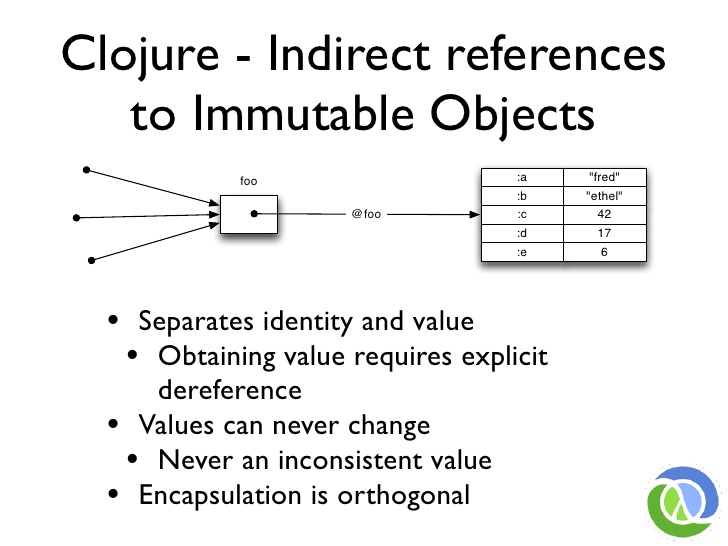 Clojure - Indirect references
to Immutable Objects
foo
@foo
:a "fred"
:b "ethel"
:c 42
:d 17
:e 6
• Separates identity and value
• Obtaining value requires explicit
dereference
• Values can never change
• Never an inconsistent value
• Encapsulation is orthogonal